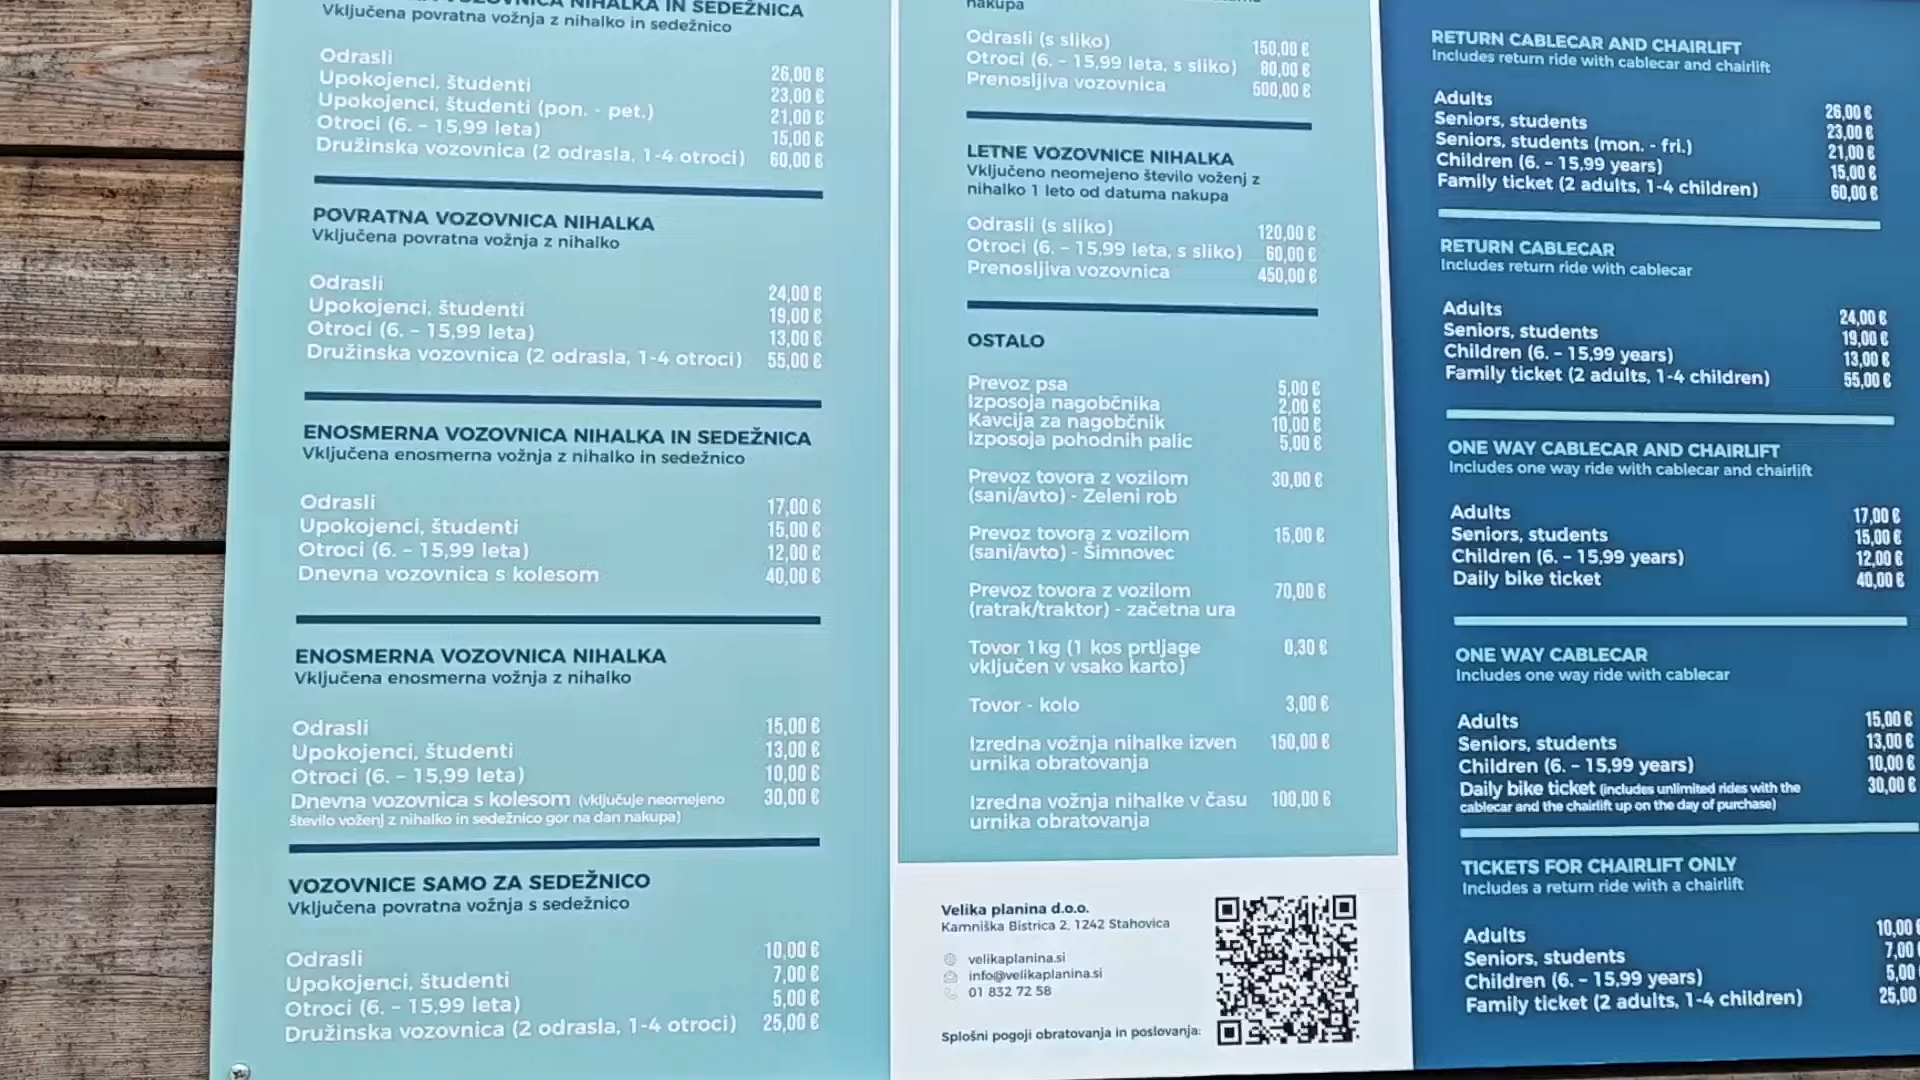 VOZOVNICA NIHALKA IN SEDEŽNICA
Vključena povratna vožnja z nihalko in sedežnico
Odrasli 26,00 €
Upokojenci, študenti 23,00 €
Upokojenci, študenti (pon. - pet.) 21,00 €
Otroci (6. - 15,99 leta) 15,00 €
Družinska vozovnica (2 odrasla, 1-4 otroci) 60,00 €
POVRATNA VOZOVNICA NIHALKA
Vključena povratna vožnja z nihalko
Odrasli 24,00 €
Upokojenci, študenti 19,00 €
Otroci (6. - 15,99 leta) 13,00 €
Družinska vozovnica (2 odrasla, 1-4 otroci) 55,00 €
ENOSMERNA VOZOVNICA NIHALKA IN SEDEŽNICA
Vključena enosmerna vožnja z nihalko in sedežnico
Odrasli 17,00 €
Upokojenci, študenti 15,00 €
Otroci (6. - 15,99 leta) 12,00 €
Dnevna vozovnica s kolesom 40,00 €
ENOSMERNA VOZOVNICA NIHALKA
Vključena enosmerna vožnja z nihalko
Odrasli 15,00 €
Upokojenci, študenti 13,00 €
Otroci (6. - 15,99 leta) 10,00 €
Dnevna vozovnica s kolesom (vključuje neomejeno 30,00 €
število voženj z nihalko in sedežnico gor na dan nakupa)
VOZOVNICE SAMO ZA SEDEŽNICO
Vključena povratna vožnja s sedežnico
Odrasli 10,00 €
Upokojenci, študenti 7,00 €
Otroci (6. - 15,99 leta) 5,00 €
Družinska vozovnica (2 odrasla, 1-4 otroci) 25,00 €
nakupa
Odrasli (s sliko) 150,00 €
Otroci (6. - 15,99 leta, s sliko) 80,00 €
Prenosljiva vozovnica 500,00 €
LETNE VOZOVNICE NIHALKA
Vključeno neomejeno število voženj z
nihalko 1 leto od datuma nakupa
Odrasli (s sliko) 120,00 €
Otroci (6. - 15,99 leta, s sliko) 60,00 €
Prenosljiva vozovnica 450,00 €
OSTALO
Prevoz psa 5,00 €
Izposoja nagobčnika 2,00 €
Kavcija za nagobčnik 10,00 €
Izposoja pohodnih palic 5,00 €
Prevoz tovora z vozilom 30,00 €
(sani/avto) - Zeleni rob
Prevoz tovora z vozilom 15,00 €
(sani/avto) - Šimnovec
Prevoz tovora z vozilom 70,00 €
(ratrak/traktor) - začetna ura
Tovor 1kg (1 kos prtljage 0,30 €
vključen v vsako karto)
Tovor - kolo 3,00 €
Izredna vožnja nihalke izven 150,00 €
urnika obratovanja
Izredna vožnja nihalke v času 100,00 €
urnika obratovanja
Velika planina d.o.o.
Kamniška Bistrica 2, 1242 Stahovica
velikaplanina.si
info@velikaplanina.si
01 832 72 58
Splošni pogoji obratovanja in poslovanja:
RETURN CABLECAR AND CHAIRLIFT
Includes return ride with cablecar and chairlift
Adults 26,00 €
Seniors, students 23,00 €
Seniors, students (mon. - fri.) 21,00 €
Children (6. - 15,99 years) 15,00 €
Family ticket (2 adults, 1-4 children) 60,00 €
RETURN CABLECAR
Includes return ride with cablecar
Adults 24,00 €
Seniors, students 19,00 €
Children (6. - 15,99 years) 13,00 €
Family ticket (2 adults, 1-4 children) 55,00 €
ONE WAY CABLECAR AND CHAIRLIFT
Includes one way ride with cablecar and chairlift
Adults 17,00 €
Seniors, students 15,00 €
Children (6. - 15,99 years) 12,00 €
Daily bike ticket 40,00 €
ONE WAY CABLECAR
Includes one way ride with cablecar
Adults 15,00 €
Seniors, students 13,00 €
Children (6. - 15,99 years) 10,00 €
Daily bike ticket (includes unlimited rides with the 30,00 €
cablecar and the chairlift up on the day of purchase)
TICKETS FOR CHAIRLIFT ONLY
Includes a return ride with a chairlift
Adults 10,00 €
Seniors, students 7,00
Children (6. - 15,99 years) 5,00
Family ticket (2 adults, 1-4 children) 25,00